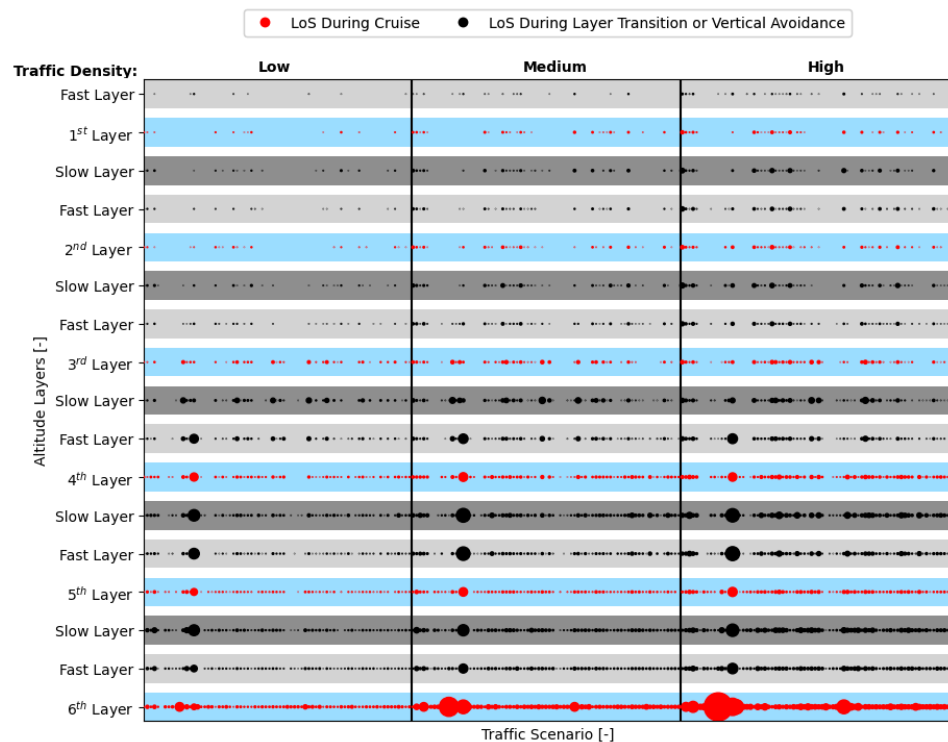 LoS During Cruise LoS During Layer Transition or Vertical Avoidance
Traffic Density: Low Medium High
Fast Layer
1st Layer
Slow Layer
Fast Layer
2nd Layer
Slow Layer
Fast Layer
3rd Layer
Slow Layer
Fast Layer
4th Layer
Slow Layer
Fast Layer
5th Layer
Slow Layer
Fast Layer
6th Layer
Altitude Layers [-]
Traffic Scenario [-]